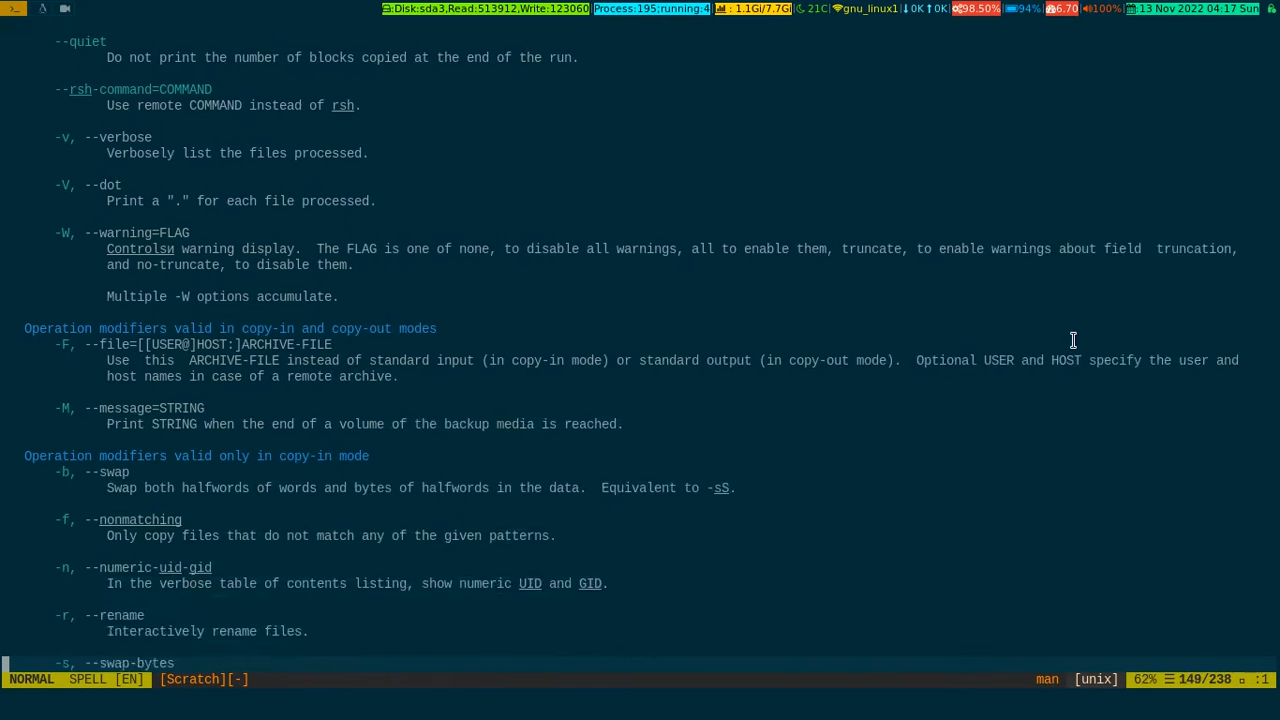 :Disk:sda3,Read:513912,Write:123060 Process:195;running:4 : 1.1Gi/7.7Gi 21C gnu_linux1 0K 0K 98.50% 94% 6.70 100% :13 Nov 2022 04:17 Sun
--quiet
Do not print the number of blocks copied at the end of the run.
--rsh-command=COMMAND
Use remote COMMAND instead of rsh.
-v, --verbose
Verbosely list the files processed.
-V, --dot
Print a "." for each file processed.
-W, --warning=FLAG
Controlsи warning display.  The FLAG is one of none, to disable all warnings, all to enable them, truncate, to enable warnings about field  truncation,
and no-truncate, to disable them.
Multiple -W options accumulate.
Operation modifiers valid in copy-in and copy-out modes
-F, --file=[[USER@]HOST:]ARCHIVE-FILE
Use  this  ARCHIVE-FILE instead of standard input (in copy-in mode) or standard output (in copy-out mode).  Optional USER and HOST specify the user and
host names in case of a remote archive.
-M, --message=STRING
Print STRING when the end of a volume of the backup media is reached.
Operation modifiers valid only in copy-in mode
-b, --swap
Swap both halfwords of words and bytes of halfwords in the data.  Equivalent to -sS.
-f, --nonmatching
Only copy files that do not match any of the given patterns.
-n, --numeric-uid-gid
In the verbose table of contents listing, show numeric UID and GID.
-r, --rename
Interactively rename files.
-s, --swap-bytes
NORMAL SPELL [EN] [Scratch][-] man [unix] 62% ☰ 149/238 :1